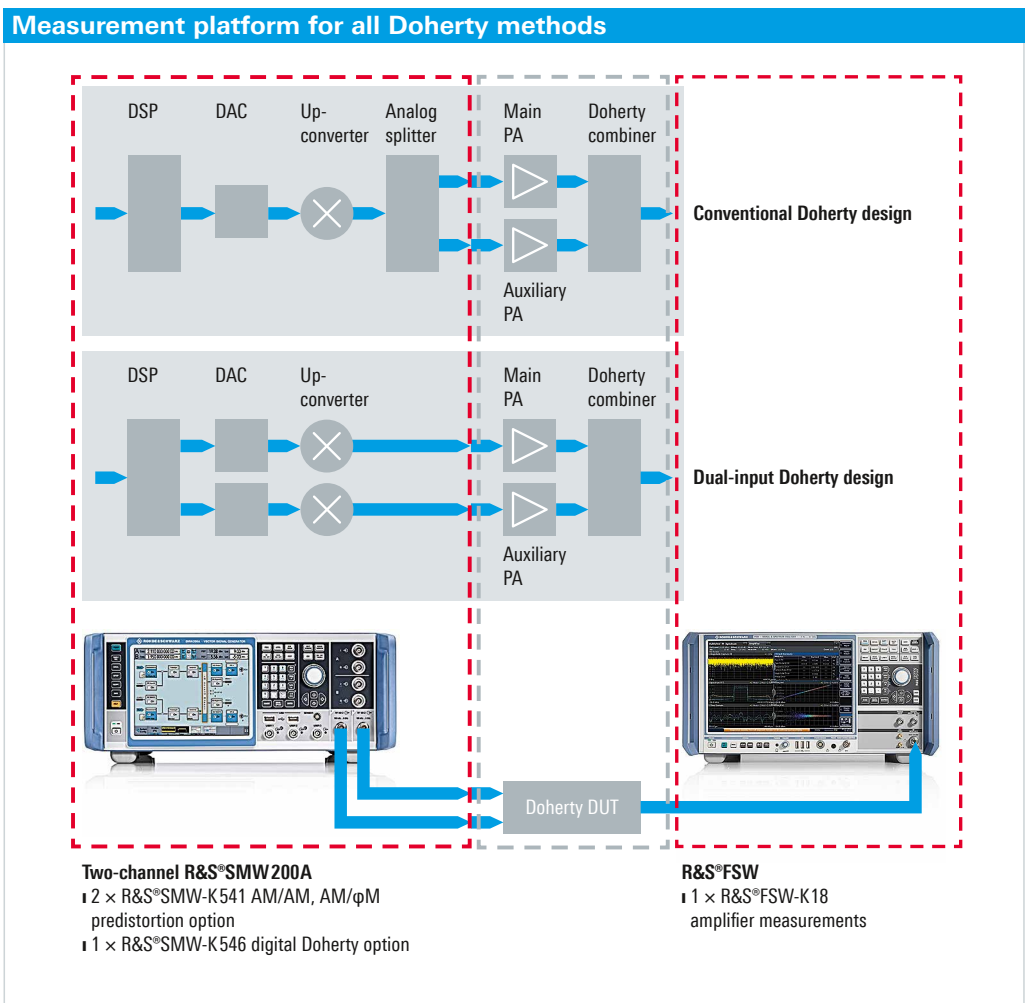 Measurement platform for all Doherty methods
DSP
DAC
Up-
converter
Analog
splitter
Main
PA
Doherty
combiner
Auxiliary
PA
Conventional Doherty design
DSP
DAC
Up-
converter
Main
PA
Doherty
combiner
Auxiliary
PA
Dual-input Doherty design
Doherty DUT
Two-channel R&S®SMW200A
ı 2 × R&S®SMW-K541 AM/AM, AM/φM
predistortion option
ı 1 × R&S®SMW-K546 digital Doherty option
R&S®FSW
ı 1 × R&S®FSW-K18
amplifier measurements